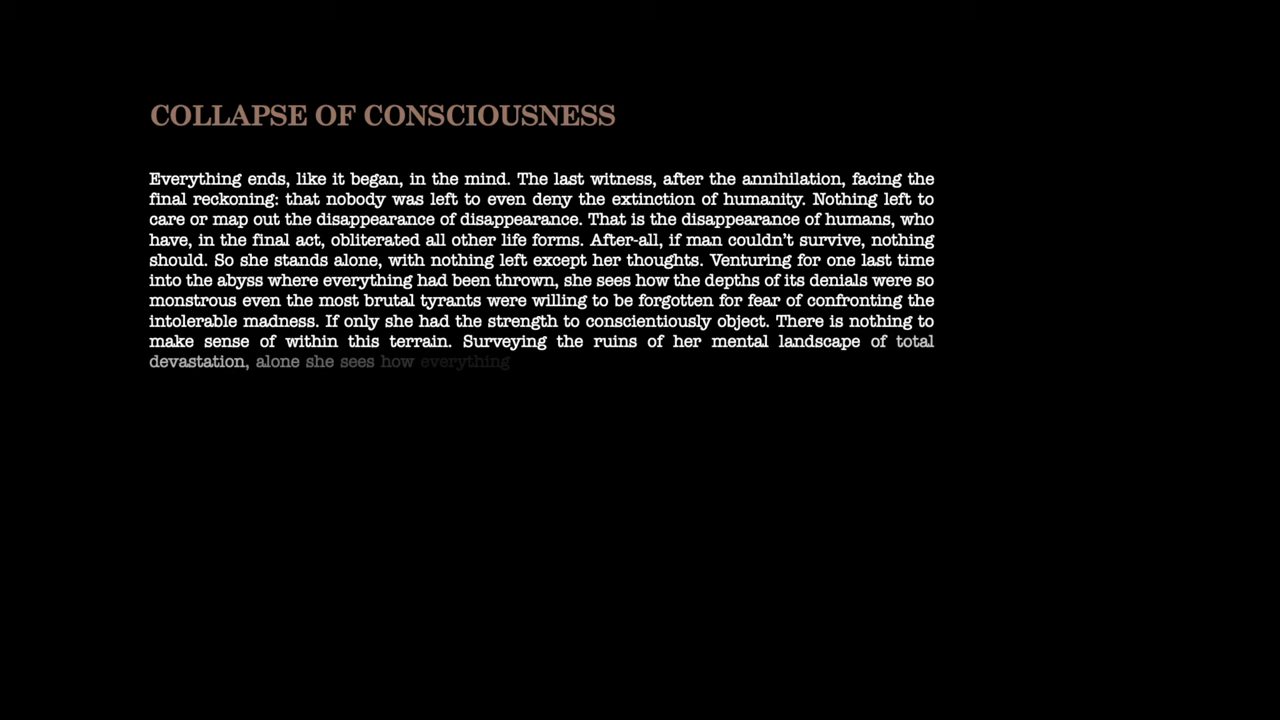 COLLAPSE OF CONSCIOUSNESS
Everything ends, like it began, in the mind. The last witness, after the annihilation, facing the
final reckoning: that nobody was left to even deny the extinction of humanity. Nothing left to
care or map out the disappearance of disappearance. That is the disappearance of humans, who
have, in the final act, obliterated all other life forms. After-all, if man couldn't survive, nothing
should. So she stands alone, with nothing left except her thoughts. Venturing for one last time
into the abyss where everything had been thrown, she sees how the depths of its denials were so
monstrous even the most brutal tyrants were willing to be forgotten for fear of confronting the
intolerable madness. If only she had the strength to conscientiously object. There is nothing to
make sense of within this terrain. Surveying the ruins of her mental landscape of total
devastation, alone she sees how everything